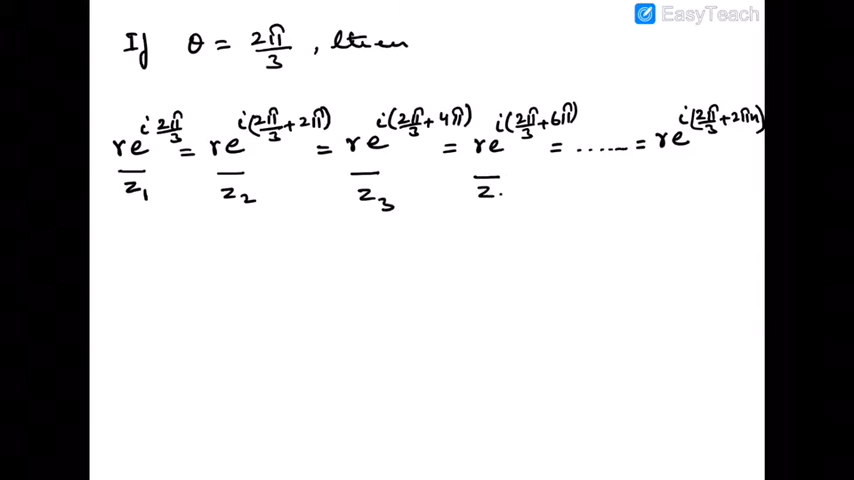 EasyTeach
If θ = 2π/3, then
re^{i 2π/3} = re^{i(2π/3+2π)} = re^{i(2π/3+4π)} = re^{i(2π/3+6π)} = ...... = re^{i(2π/3+2πn)}
z₁ z₂ z₃ z.